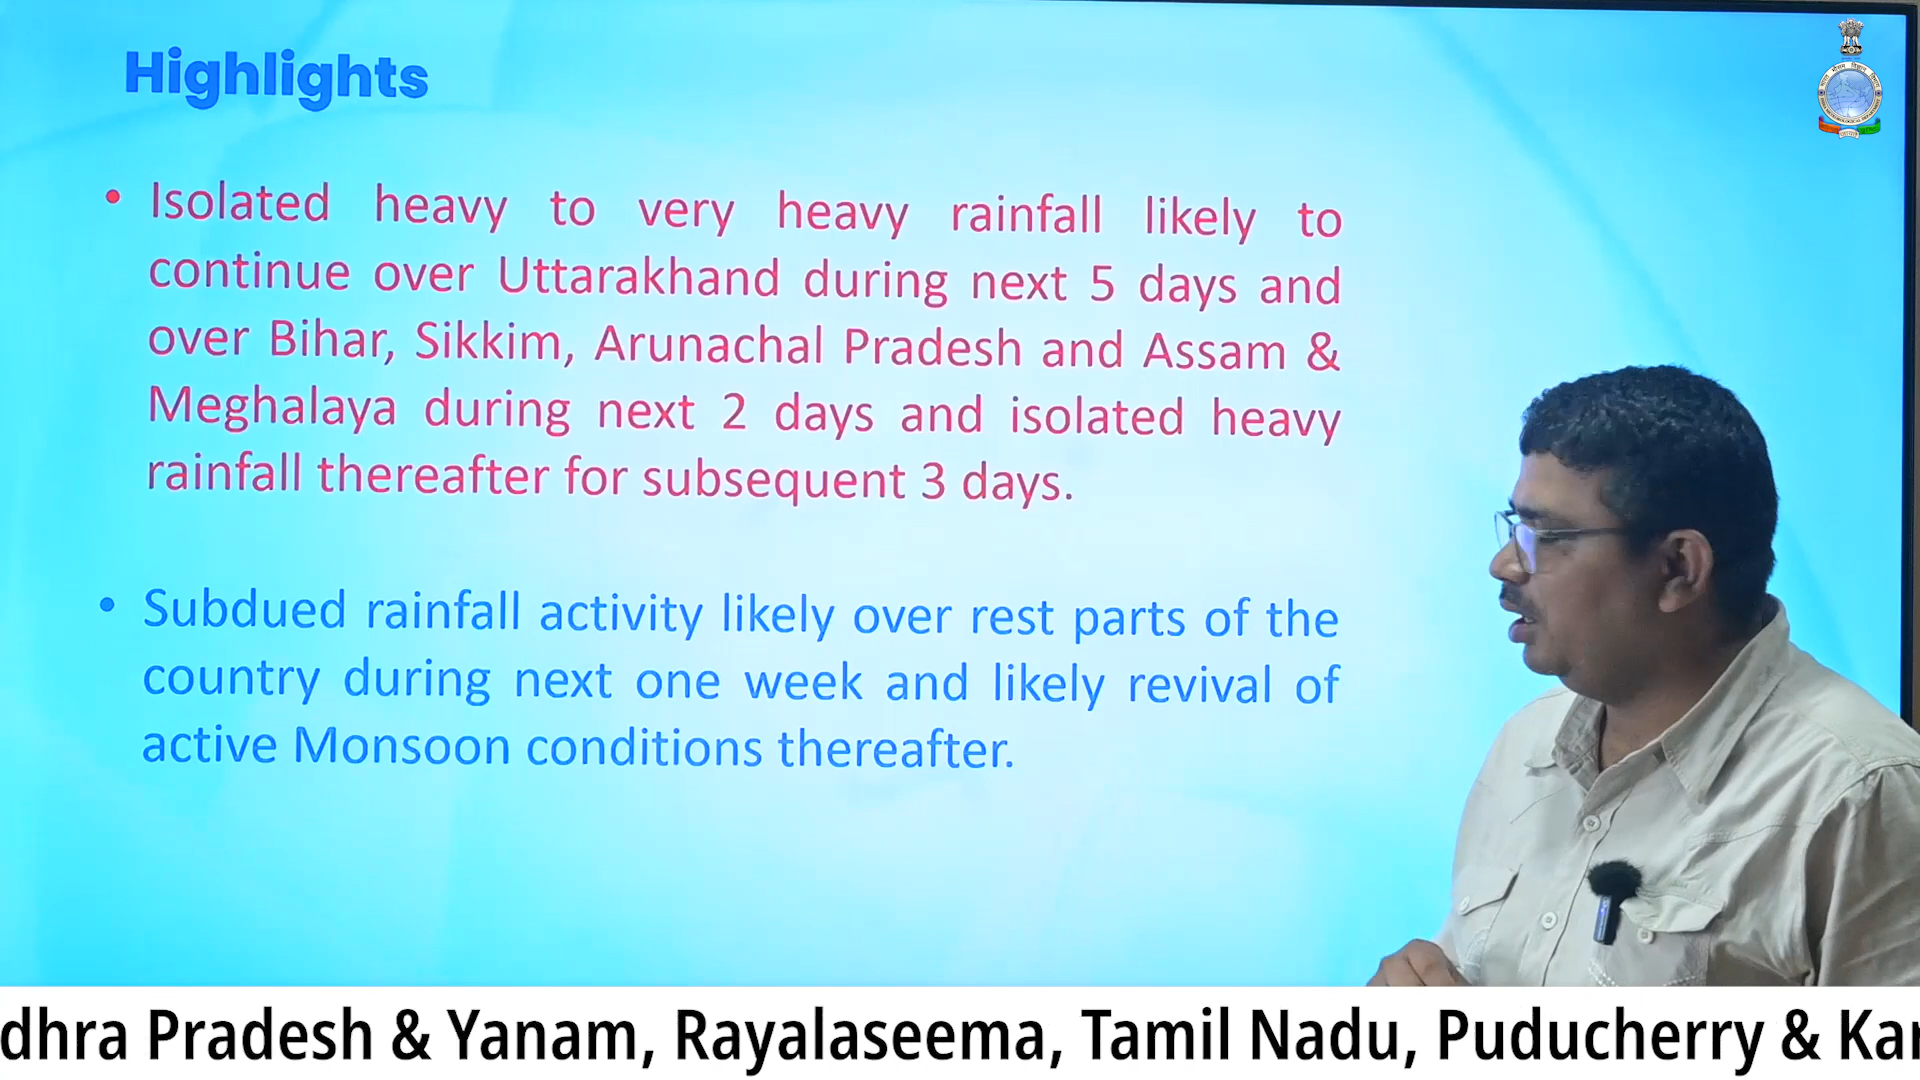 Highlights
• Isolated heavy to very heavy rainfall likely to
continue over Uttarakhand during next 5 days and
over Bihar, Sikkim, Arunachal Pradesh and Assam &
Meghalaya during next 2 days and isolated heavy
rainfall thereafter for subsequent 3 days.
• Subdued rainfall activity likely over rest parts of the
country during next one week and likely revival of
active Monsoon conditions thereafter.
dhra Pradesh & Yanam, Rayalaseema, Tamil Nadu, Puducherry & Kar